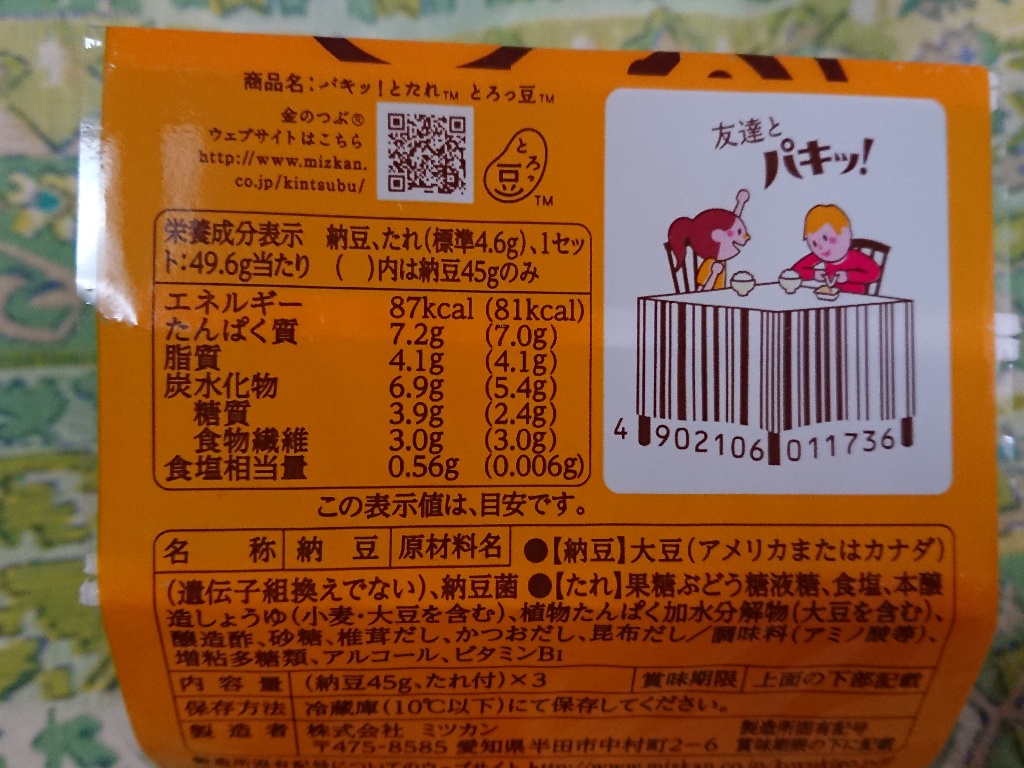 商品名：パキッ！とたれ™ とろっ豆™
金のつぶ®
ウェブサイトはこちら
http://www.mizkan.
co.jp/kintsubu/
とろっ
豆
TM
友達と
パキッ！
栄養成分表示 納豆、たれ(標準4.6g)、1セッ
ト：49.6g当たり ( )内は納豆45gのみ
エネルギー 87kcal (81kcal)
たんぱく質 7.2g (7.0g)
脂質 4.1g (4.1g)
炭水化物 6.9g (5.4g)
糖質 3.9g (2.4g)
食物繊維 3.0g (3.0g)
食塩相当量 0.56g (0.006g)
この表示値は、目安です。
4 902106 011736
名称 納豆 原材料名 ●【納豆】大豆(アメリカまたはカナダ)
(遺伝子組換えでない)、納豆菌 ●【たれ】果糖ぶどう糖液糖、食塩、本醸
造しょうゆ(小麦・大豆を含む)、植物たんぱく加水分解物(大豆を含む)、
醸造酢、砂糖、椎茸だし、かつおだし、昆布だし／調味料(アミノ酸等)、
増粘多糖類、アルコール、ビタミンB1
内容量 (納豆45g、たれ付)×3 賞味期限 上面の下部記載
保存方法 冷蔵庫(10℃以下)にて保存してください。
製造者 株式会社 ミツカン 製造所固有記号
〒475-8585 愛知県半田市中村町2-6 賞味期限の下に記載